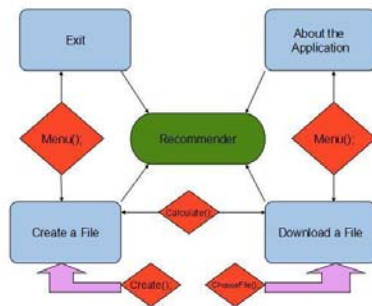 Exit
About the
Application
Menu();
Recommender
Menu();
Create a File
Calculate();
Download a File
Create();
ChooseFile();